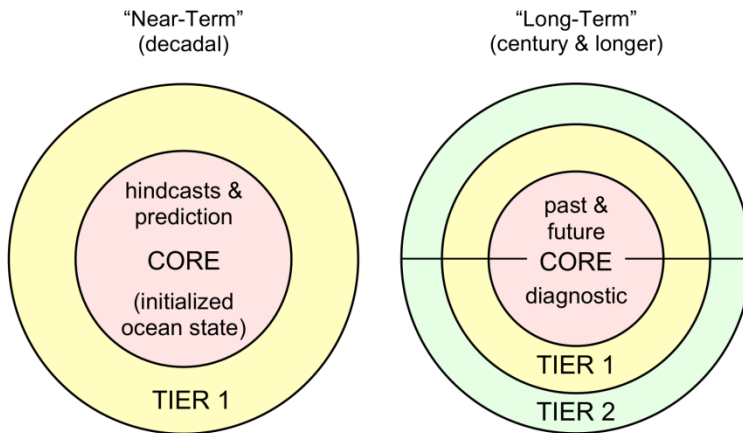 “Near-Term”
(decadal)
hindcasts &
prediction
CORE
(initialized
ocean state)
TIER 1
“Long-Term”
(century & longer)
past &
future
CORE
diagnostic
TIER 1
TIER 2